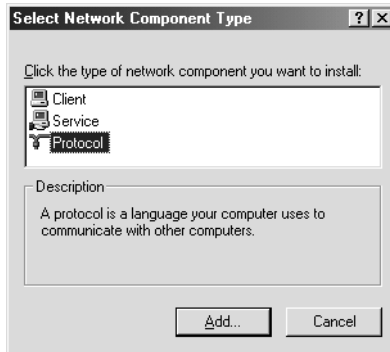 Select Network Component Type
Click the type of network component you want to install:
Client
Service
Protocol
Description
A protocol is a language your computer uses to
communicate with other computers.
Add...
Cancel